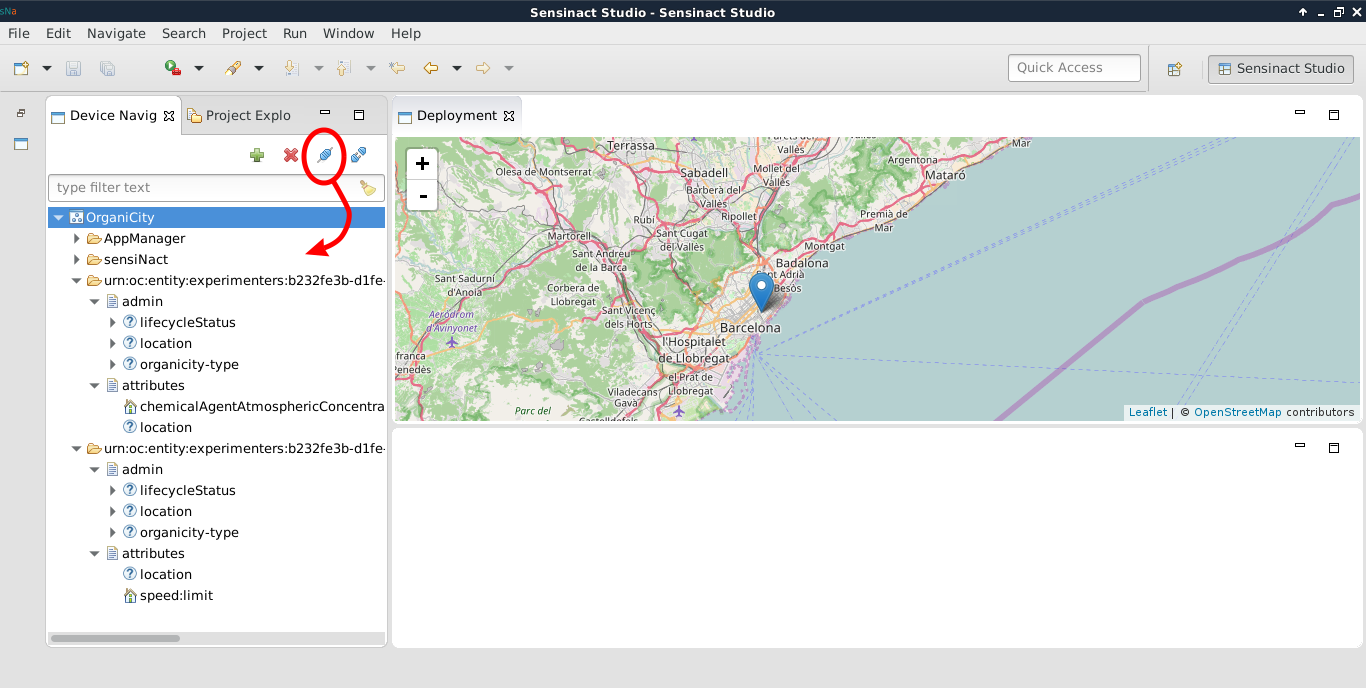 sNa
Sensinact Studio - Sensinact Studio
File Edit Navigate Search Project Run Window Help
Quick Access
Sensinact Studio
Device Navig
Project Explo
type filter text
OrganiCity
AppManager
sensiNact
urn:oc:entity:experimenters:b232fe3b-d1fe-
admin
lifecycleStatus
location
organicity-type
attributes
chemicalAgentAtmosphericConcentra
location
urn:oc:entity:experimenters:b232fe3b-d1fe-
admin
lifecycleStatus
location
organicity-type
attributes
location
speed:limit
Deployment
+
-
Terrassa
Olesa de Montserrat
Sabadell
Barberà del
Vallès
Vallès
Mollet del
Vallès
Argentona
Mataró
Mar
Rubí
Ripollet
Premià de
Mar
Martorell
Sant Cugat
del Vallès
Montgat
Sant Andreu
de la Barca
Badalona
Sant Adrià
Besòs
Sant Sadurní
d'Anoia
Corbera de
Llobregat
Aeròdrom
d'Avinyonet
Sant Vicenç
dels Horts
Barcelona
l'Hospitalet
de Llobregat
franca
Penedès
el Prat de
Llobregat
Viladecans
Gavà
Parc del
Castelldefels
Leaflet | © OpenStreetMap contributors